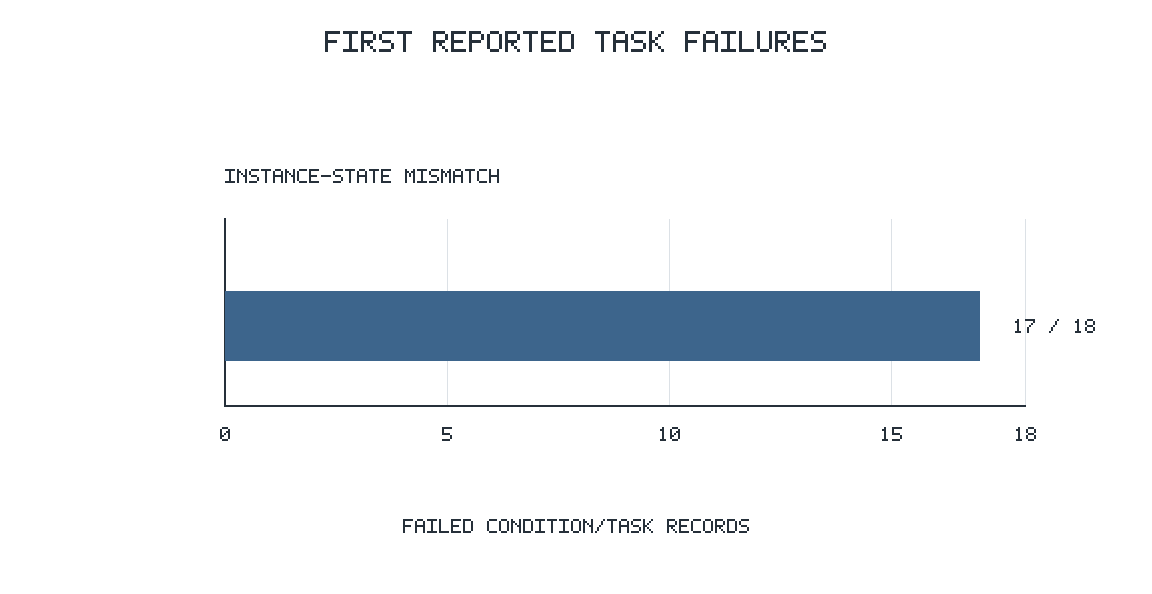 FIRST REPORTED TASK FAILURES
INSTANCE-STATE MISMATCH
17 / 18
0 5 10 15 18
FAILED CONDITION/TASK RECORDS